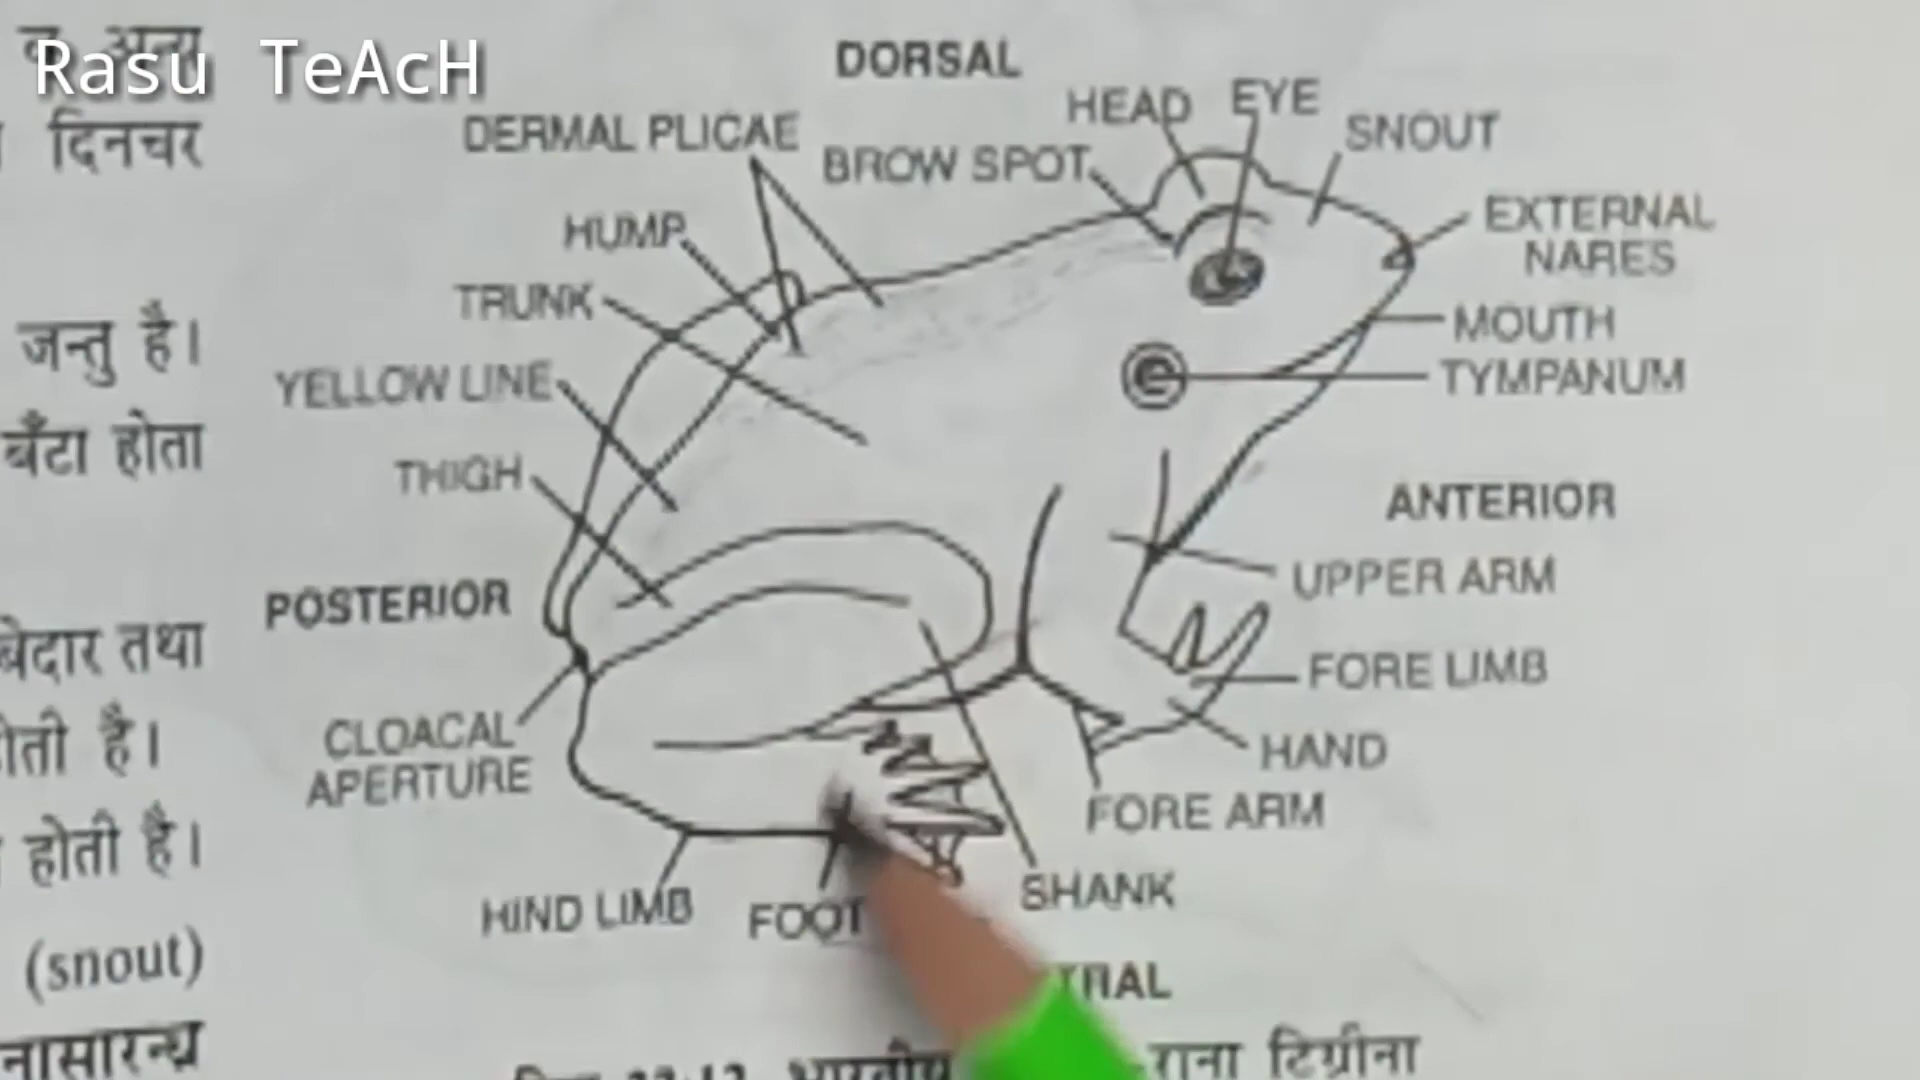 Rasu TeAcH
व अन्य
दिनचर
जन्तु है।
बँटा होता
बेदार तथा
होती है।
(snout)
नासारन्ध्र
DORSAL
HEAD
EYE
SNOUT
DERMAL PLICAE
BROW SPOT
HUMP
EXTERNAL
NARES
TRUNK
MOUTH
YELLOW LINE
TYMPANUM
THIGH
ANTERIOR
POSTERIOR
UPPER ARM
FORE LIMB
CLOACAL
APERTURE
HAND
FORE ARM
HIND LIMB
FOOT
SHANK
राना टिग्रीना